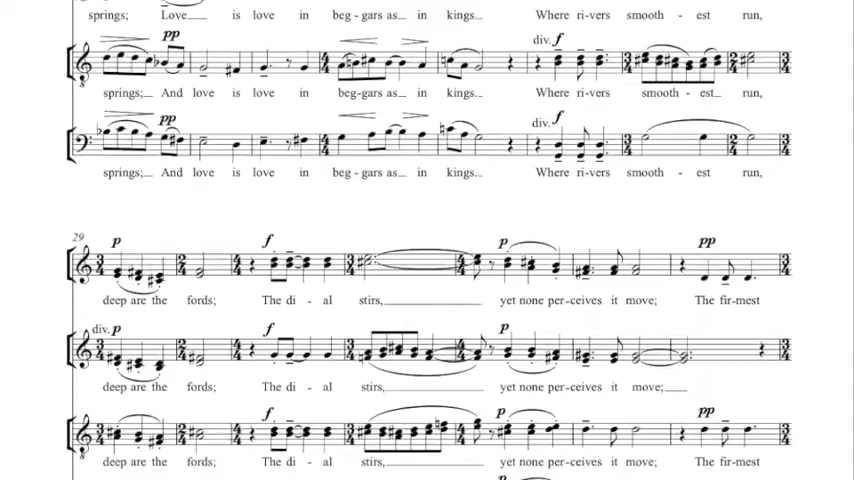 springs; Love is love in beg-gars as in kings. Where ri-vers smooth - est run,
pp
div. f
springs; And love is love in beg-gars as in kings. Where ri-vers smooth - est run,
pp
div. f
springs; And love is love in beg-gars as in kings. Where ri-vers smooth - est run,
29
p f p pp
deep are the fords; The di - al stirs, yet none per-ceives it move; The fir-mest
div. p f p
deep are the fords; The di - al stirs, yet none per-ceives it move;
f p pp
deep are the fords; The di - al stirs, yet none per-ceives it move; The fir-mest